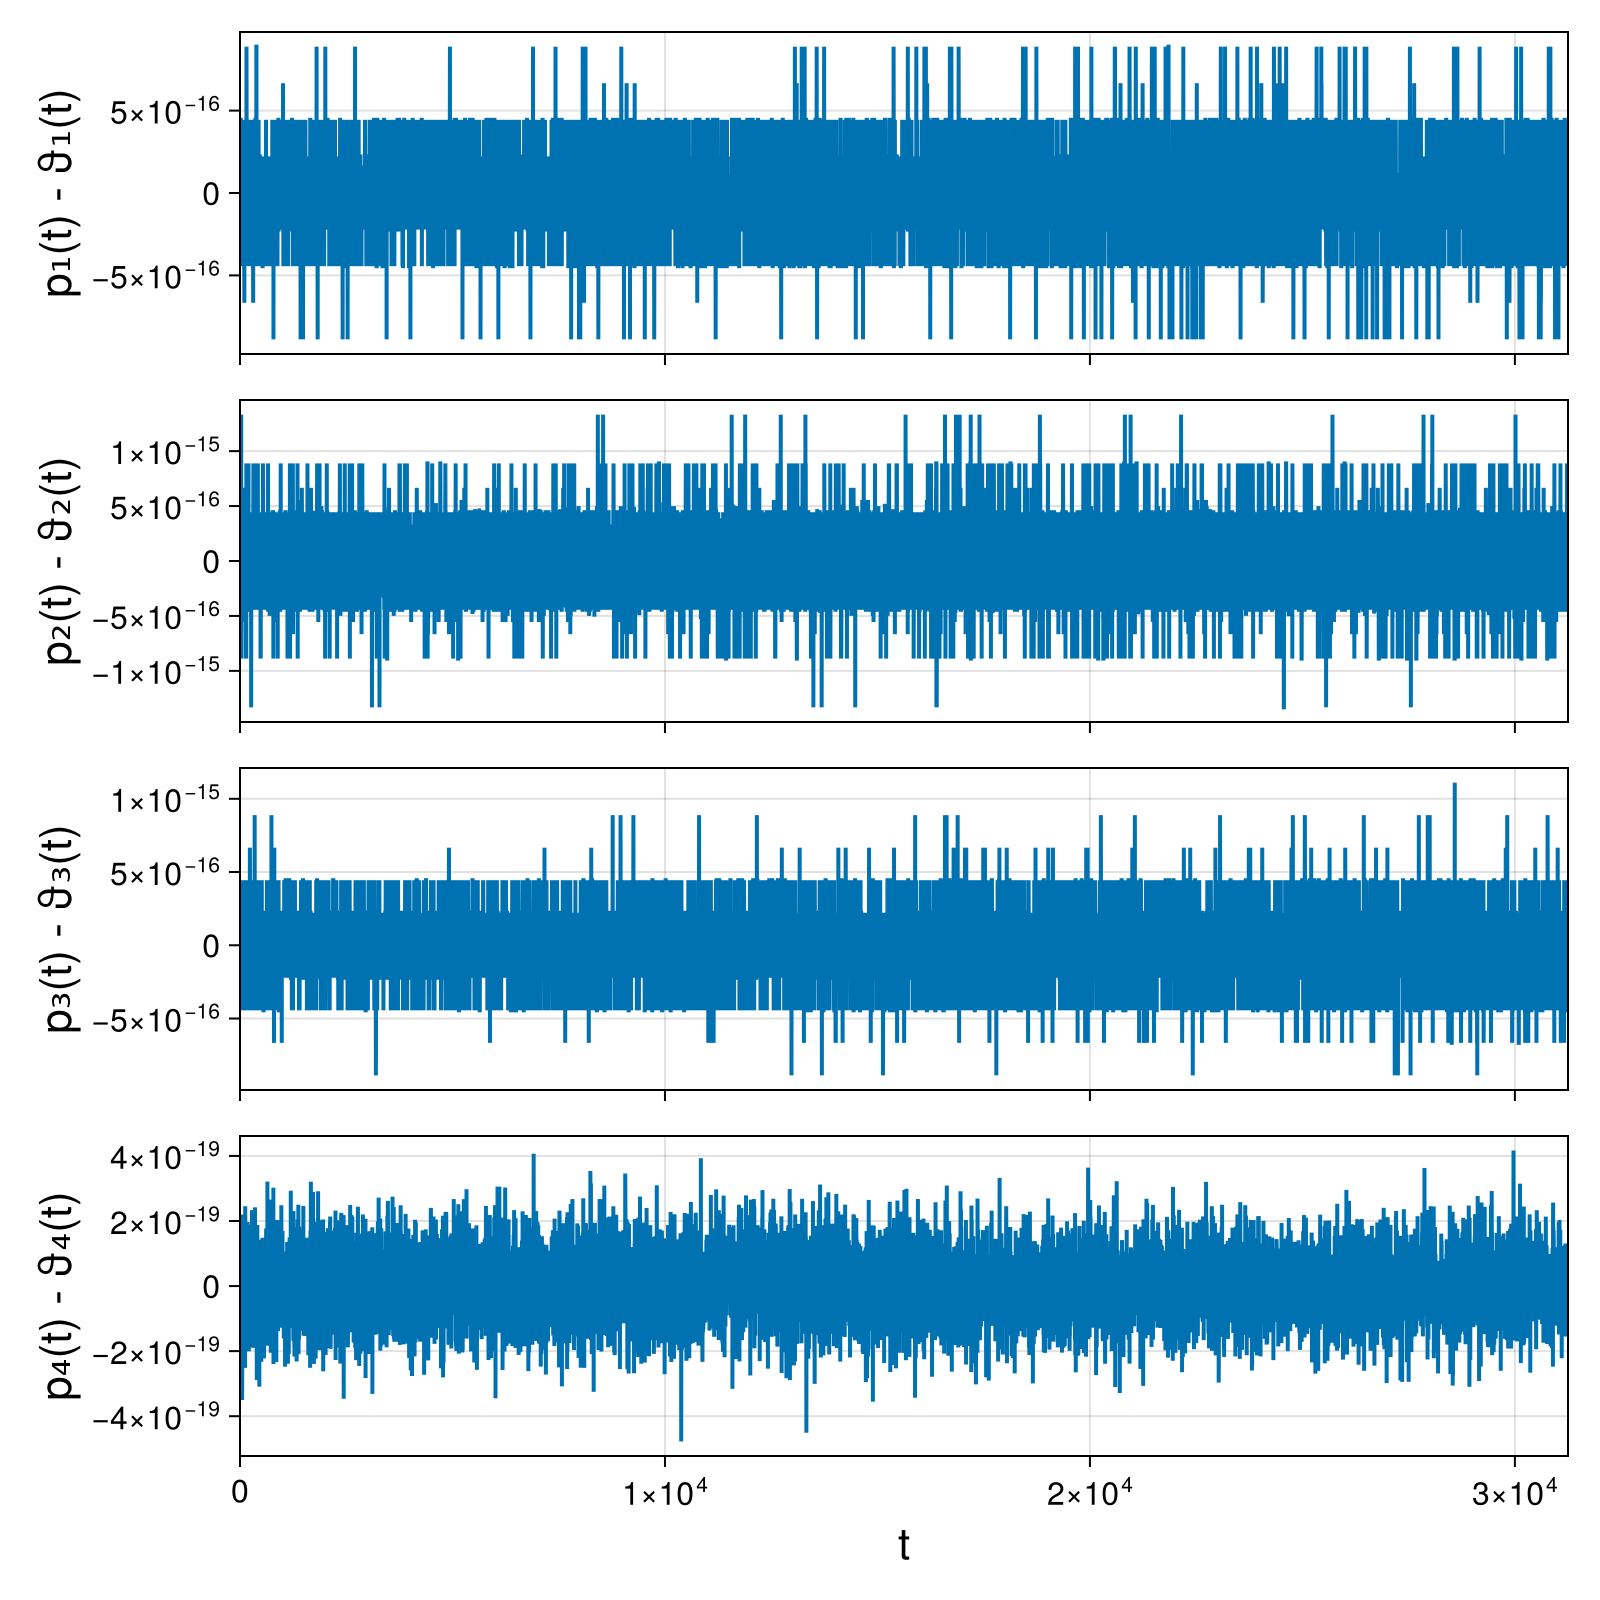 p₁(t) - ϑ₁(t)
5×10⁻¹⁶
0
−5×10⁻¹⁶
p₂(t) - ϑ₂(t)
1×10⁻¹⁵
5×10⁻¹⁶
0
−5×10⁻¹⁶
−1×10⁻¹⁵
p₃(t) - ϑ₃(t)
1×10⁻¹⁵
5×10⁻¹⁶
0
−5×10⁻¹⁶
p₄(t) - ϑ₄(t)
4×10⁻¹⁹
2×10⁻¹⁹
0
−2×10⁻¹⁹
−4×10⁻¹⁹
0 1×10⁴ 2×10⁴ 3×10⁴
t